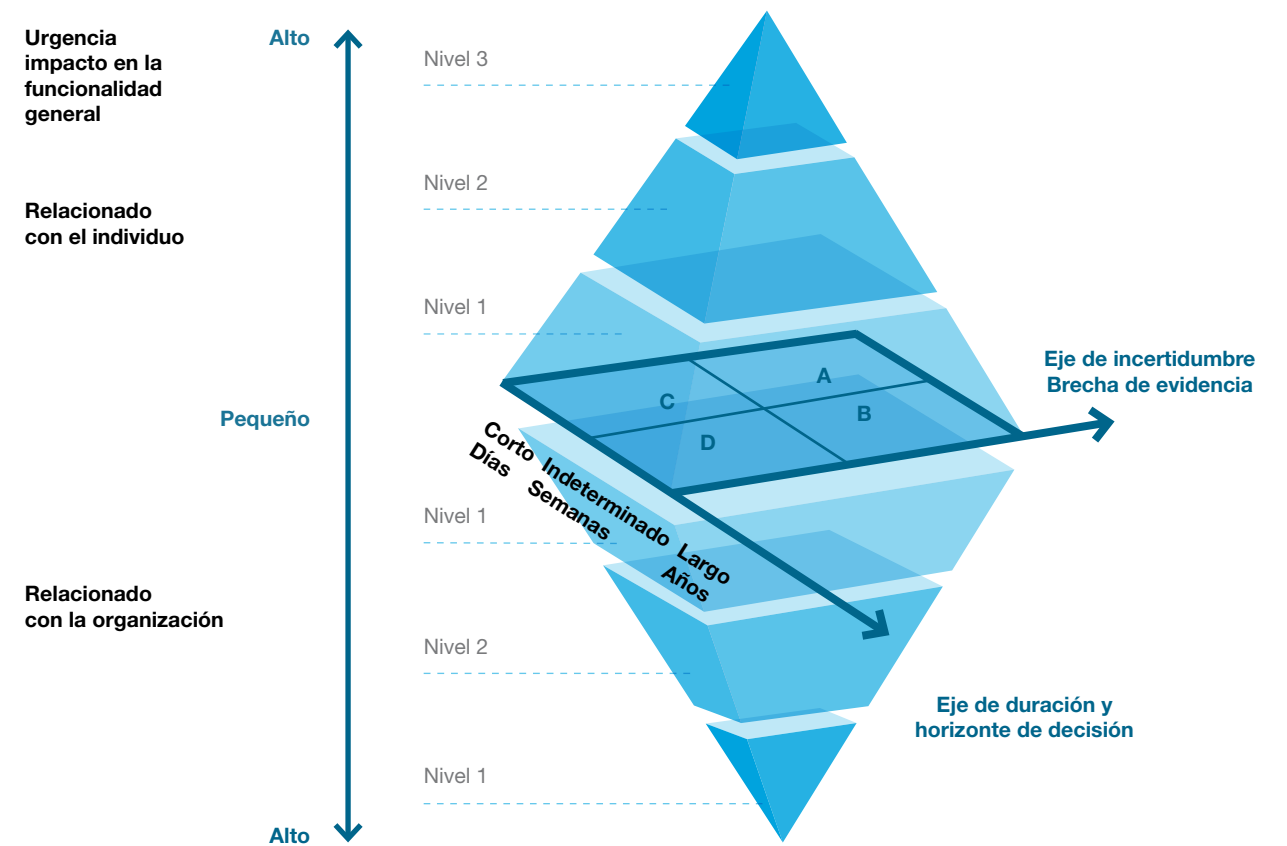 Urgencia
impacto en la
funcionalidad
general
Alto
Nivel 3
Nivel 2
Relacionado
con el individuo
Nivel 1
Eje de incertidumbre
Brecha de evidencia
A
C
B
D
Pequeño
Corto Indeterminado Largo
Días Semanas Años
Nivel 1
Relacionado
con la organización
Nivel 2
Eje de duración y
horizonte de decisión
Nivel 1
Alto